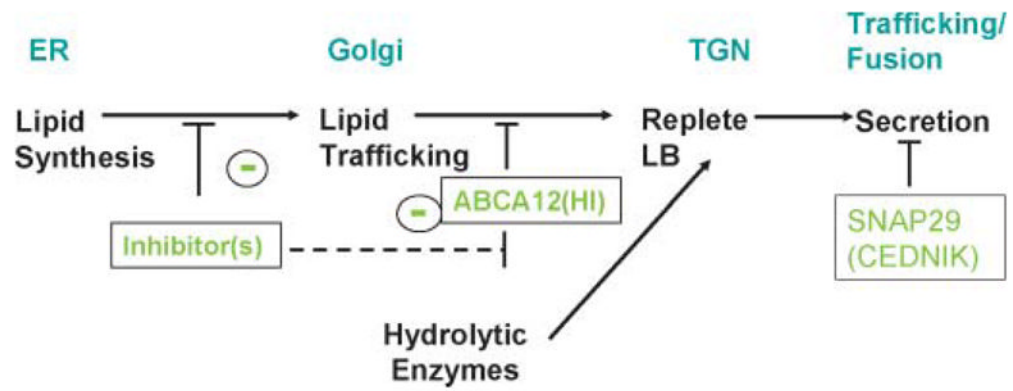 ER
Golgi
TGN
Trafficking/
Fusion
Lipid
Synthesis
Lipid
Trafficking
Replete
LB
Secretion
-
-
ABCA12(HI)
Inhibitor(s)
SNAP29
(CEDNIK)
Hydrolytic
Enzymes